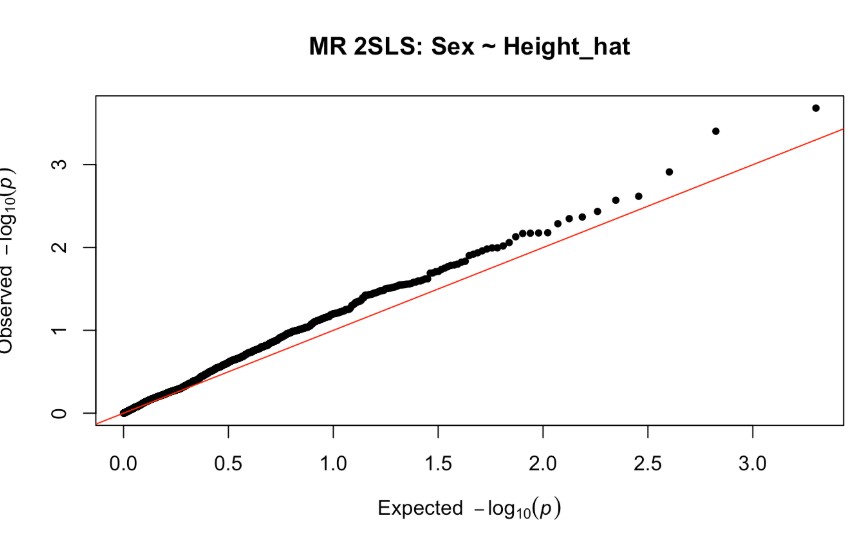 MR 2SLS: Sex ~ Height_hat
Observed −log10(p)
3
2
1
0
0.0 0.5 1.0 1.5 2.0 2.5 3.0
Expected −log10(p)